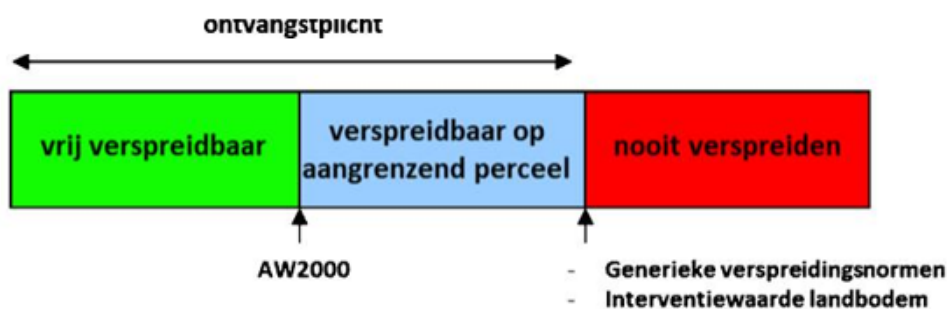 ontvangstplicht
vrij verspreidbaar
verspreidbaar op
aangrenzend perceel
nooit verspreiden
AW2000
- Generieke verspreidingsnormen
- Interventiewaarde landbodem